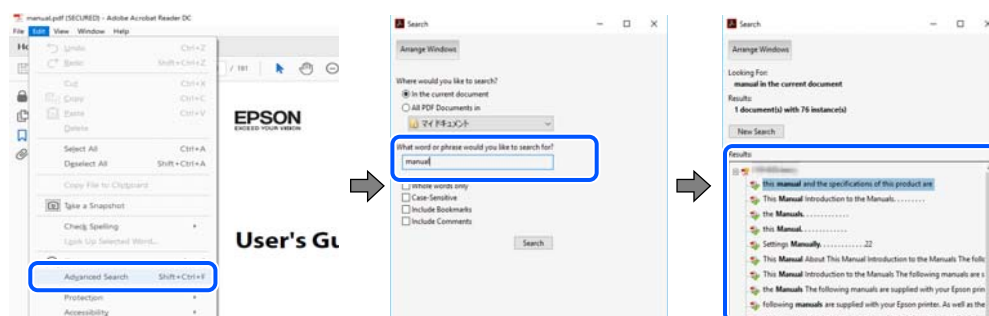 manual.pdf (SECURED) - Adobe Acrobat Reader DC
File Edit View Window Help
Undo Ctrl+Z
Shift+Ctrl+Z
Cut Ctrl+X
Copy Ctrl+C
Paste Ctrl+V
Delete
Select All Ctrl+A
Deselect All Shift+Ctrl+A
Copy File to Clipboard
Take a Snapshot
Check Spelling
Look Up Selected Word...
Advanced Search Shift+Ctrl+F
Protection
Accessibility
/ 181
EPSON
EXCEED YOUR VISION
User's Gu
Search
Arrange Windows
Where would you like to search?
In the current document
All PDF Documents in
マイ ドキュメント
What word or phrase would you like to search for?
manual
Whole words only
Case-Sensitive
Include Bookmarks
Include Comments
Search
Search
Arrange Windows
Looking For:
manual in the current document
Results:
1 document(s) with 76 instance(s)
New Search
Results:
this manual and the specifications of this product are
This Manual Introduction to the Manuals. . . . . . . .
the Manuals. . . . . . . . . . . .
this Manual. . . . . . . . . . . .
Settings Manually. . . . . . . . . . . .22
This Manual About This Manual Introduction to the Manuals The follo
This Manual Introduction to the Manuals The following manuals are s
the Manuals The following manuals are supplied with your Epson prin
following manuals are supplied with your Epson printer. As well as the